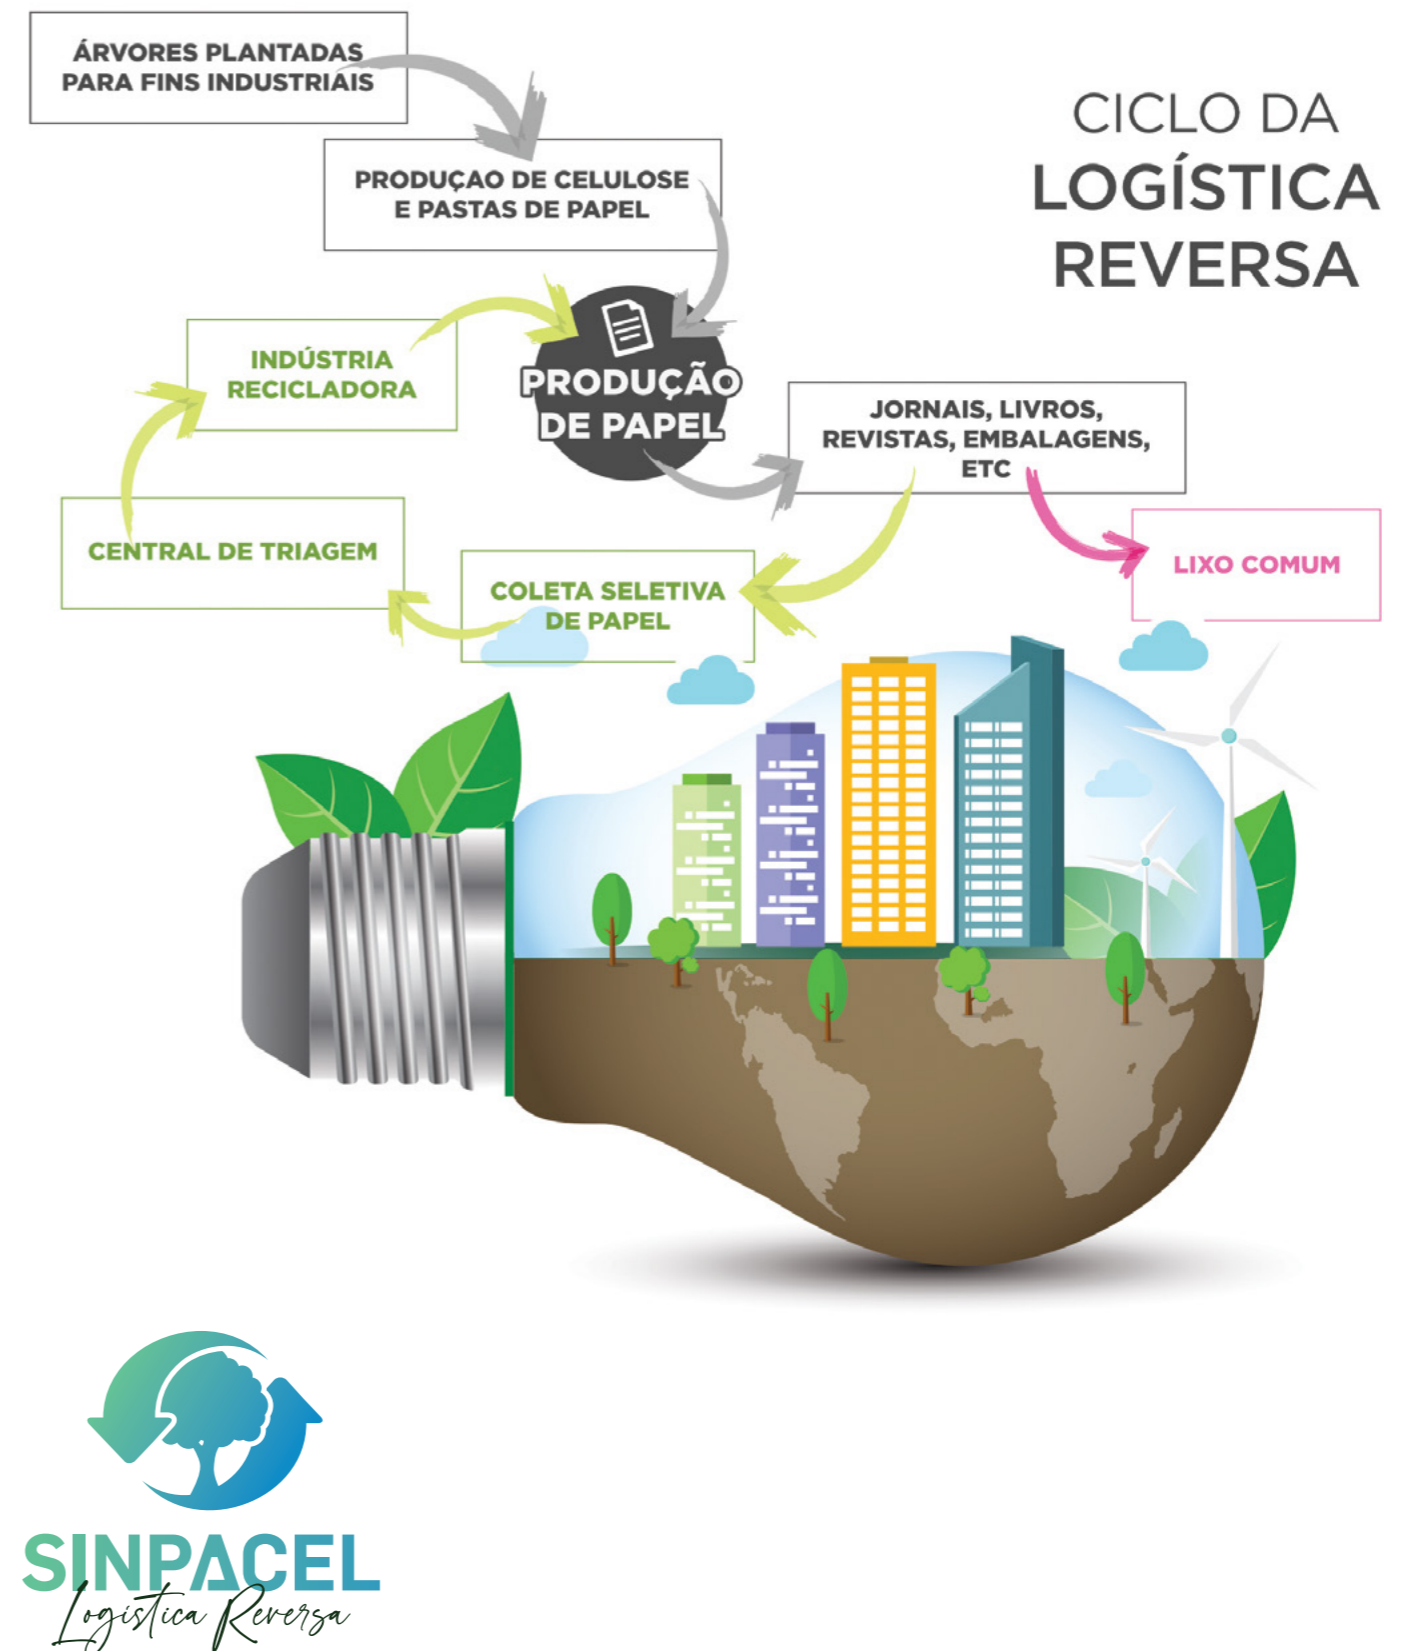 ÁRVORES PLANTADAS
PARA FINS INDUSTRIAIS
CICLO DA
LOGÍSTICA
REVERSA
PRODUÇAO DE CELULOSE
E PASTAS DE PAPEL
INDÚSTRIA
RECICLADORA
PRODUÇÃO
DE PAPEL
JORNAIS, LIVROS,
REVISTAS, EMBALAGENS,
ETC
CENTRAL DE TRIAGEM
COLETA SELETIVA
DE PAPEL
LIXO COMUM
SINPACEL
Logística Reversa